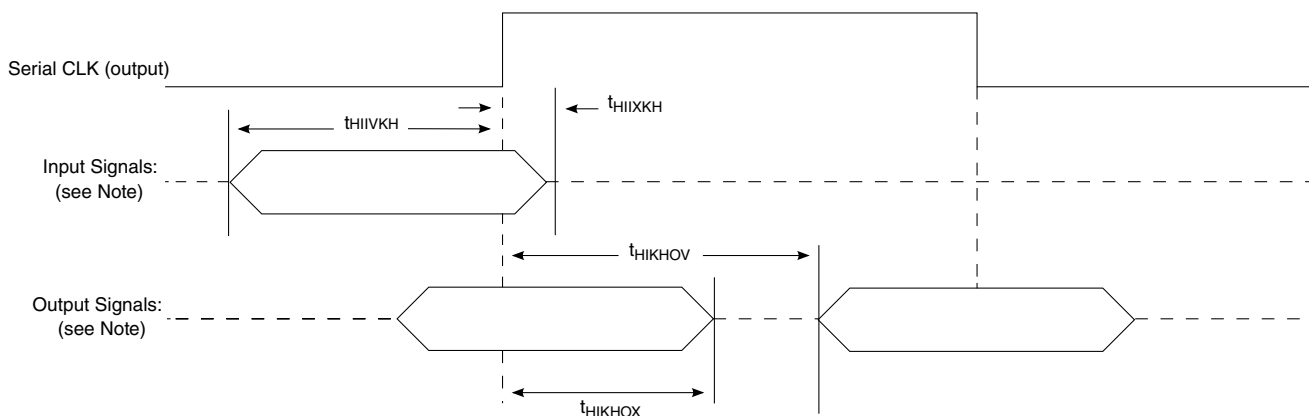 Serial CLK (output)
tHIIXKH
tHIIVKH
Input Signals:
(see Note)
tHIKHOV
Output Signals:
(see Note)
tHIKHOX